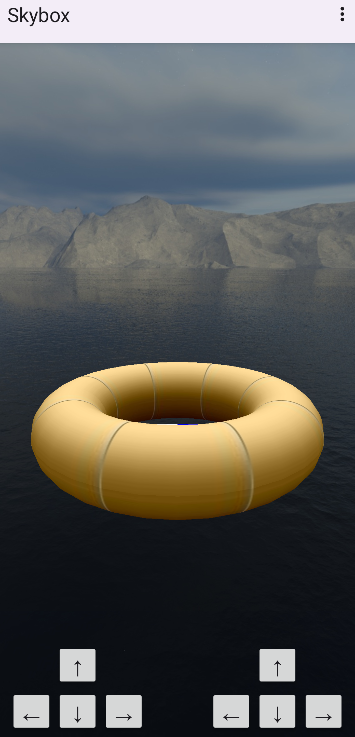 Skybox
↑ ↑
← ↓ → ← ↓ →